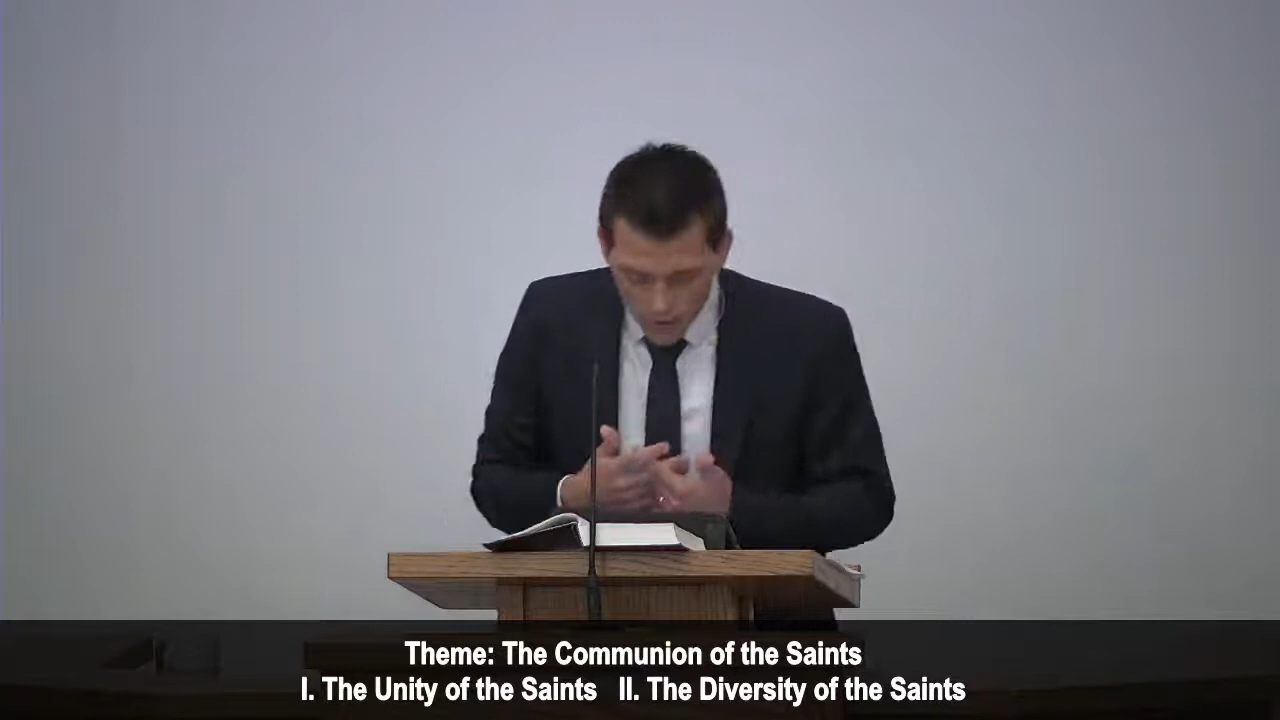 Theme: The Communion of the Saints
I. The Unity of the Saints II. The Diversity of the Saints